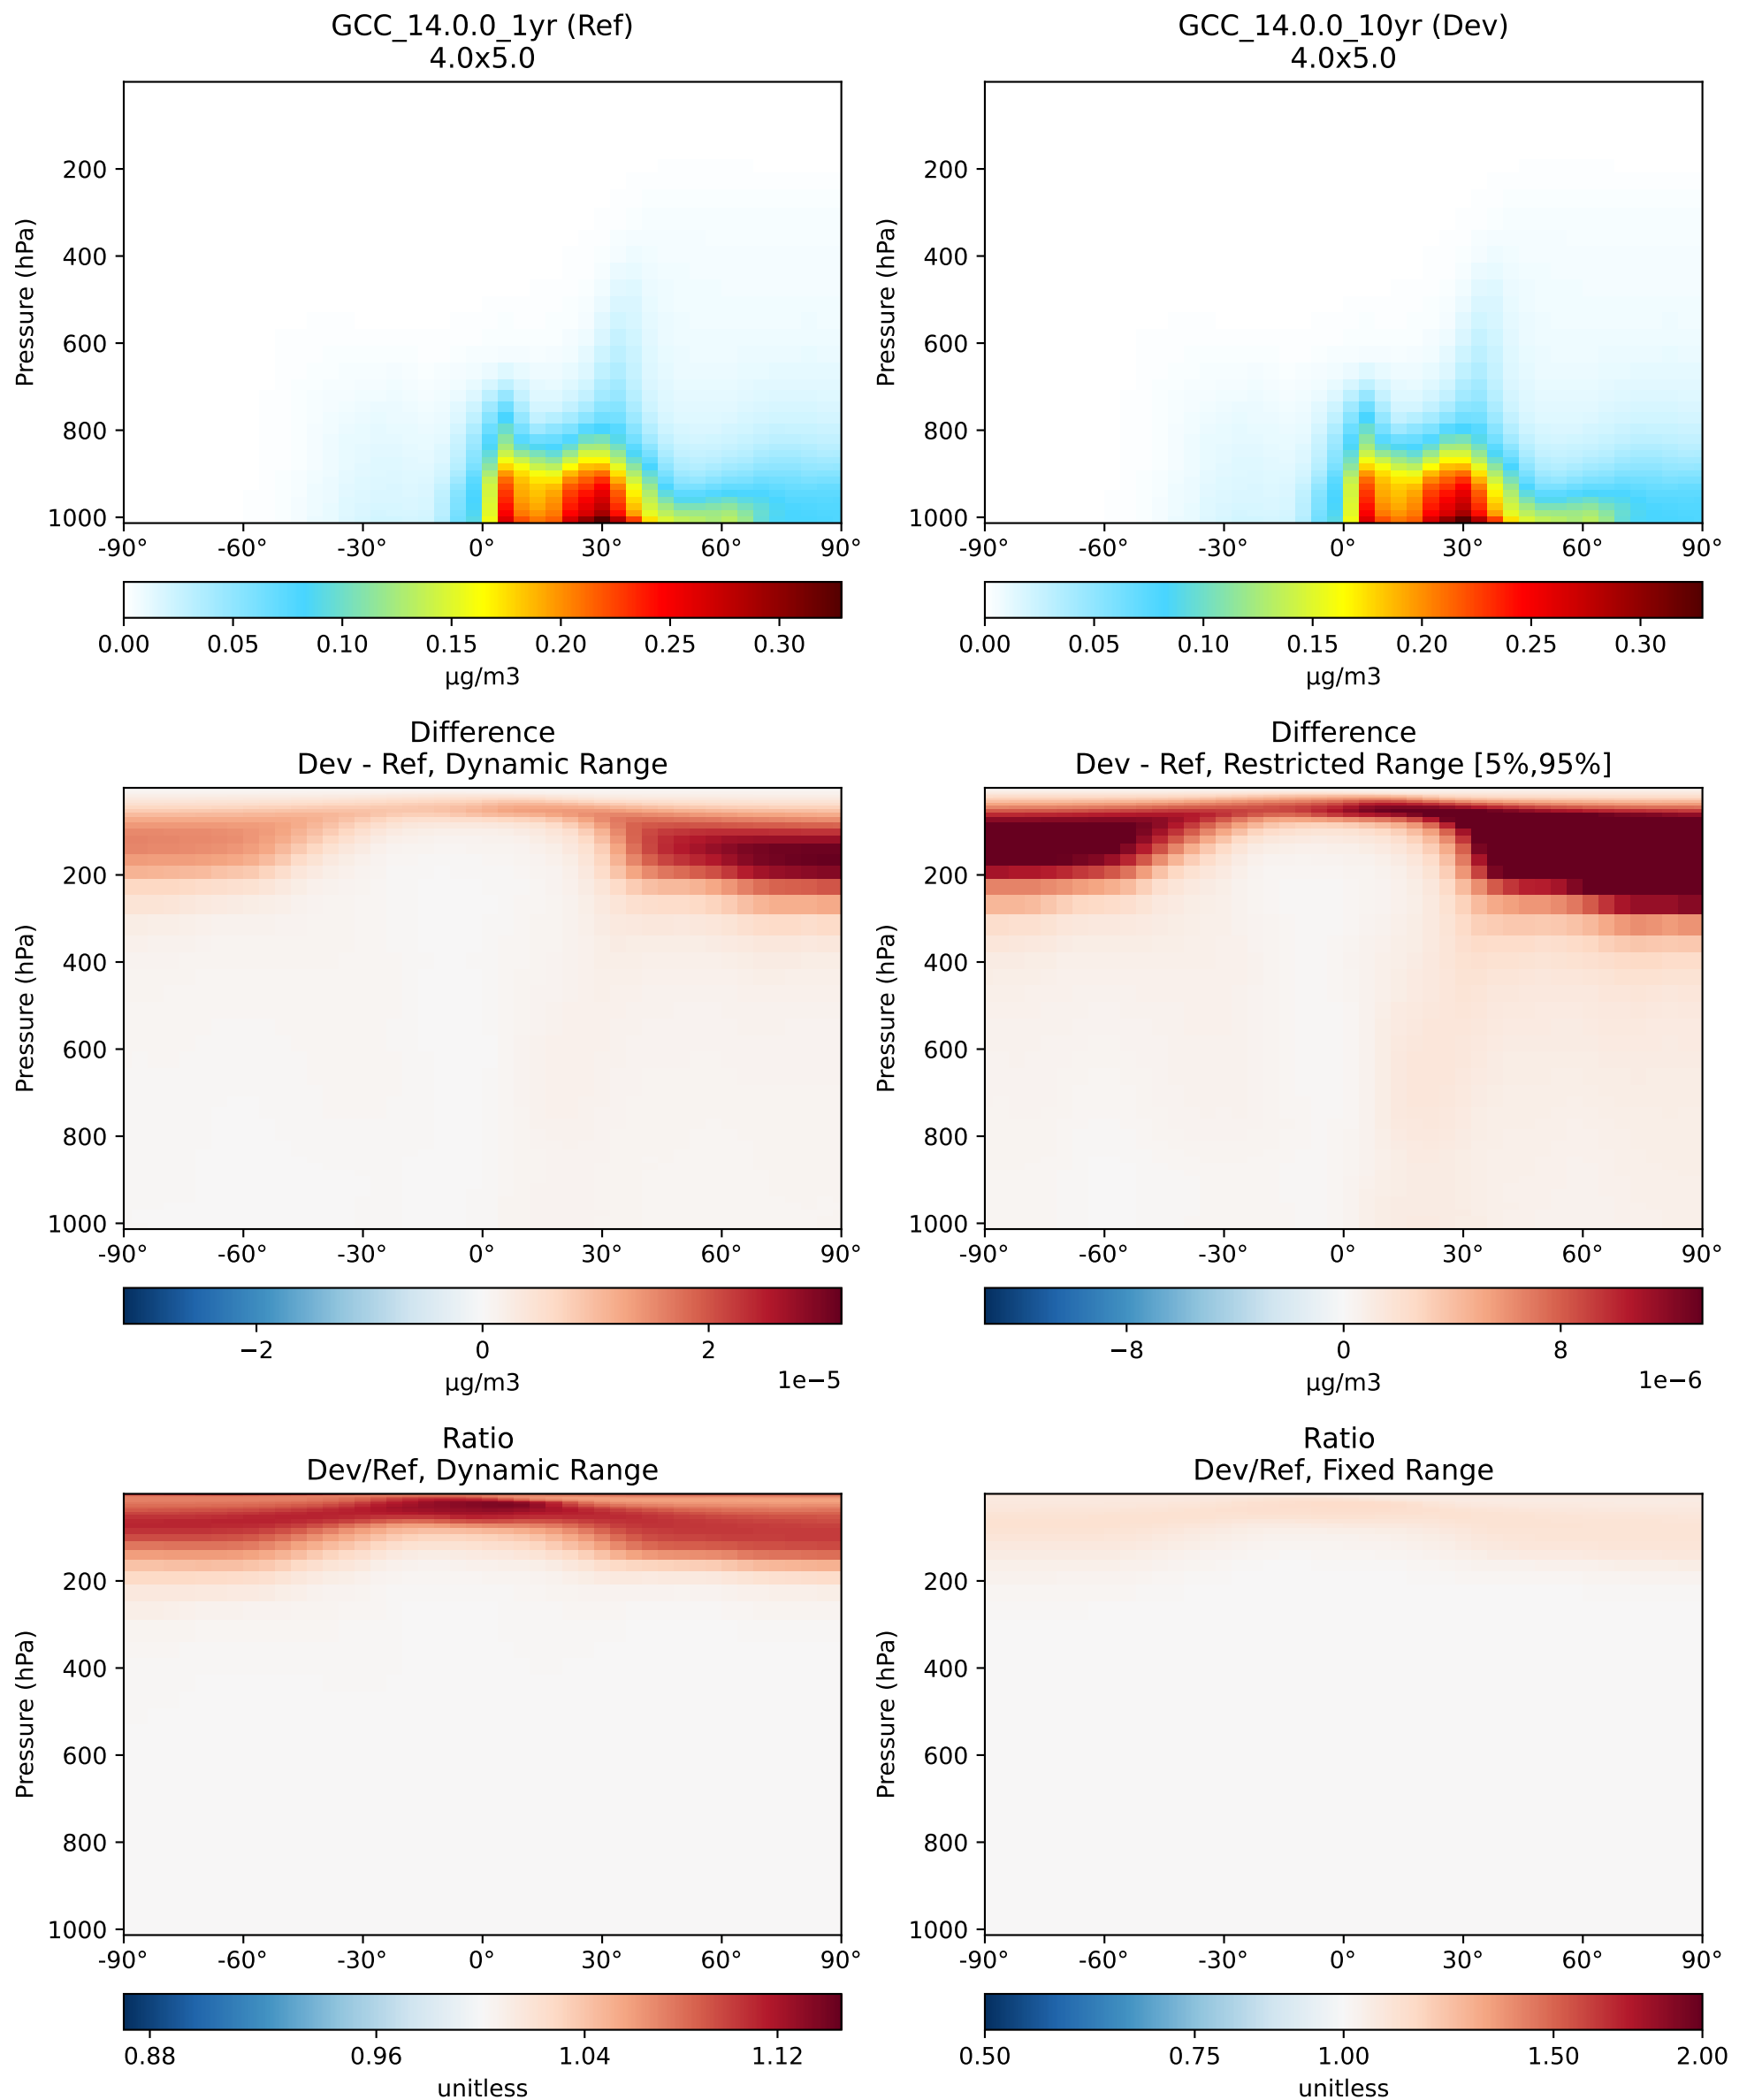 GCC_14.0.0_1yr (Ref)
4.0x5.0
GCC_14.0.0_10yr (Dev)
4.0x5.0
Pressure (hPa)
200
400
600
800
1000
-90° -60° -30° 0° 30° 60° 90°
0.00 0.05 0.10 0.15 0.20 0.25 0.30
µg/m3
Pressure (hPa)
200
400
600
800
1000
-90° -60° -30° 0° 30° 60° 90°
0.00 0.05 0.10 0.15 0.20 0.25 0.30
µg/m3
Difference
Dev - Ref, Dynamic Range
Pressure (hPa)
200
400
600
800
1000
-90° -60° -30° 0° 30° 60° 90°
−2 0 2
µg/m3 1e−5
Difference
Dev - Ref, Restricted Range [5%,95%]
Pressure (hPa)
200
400
600
800
1000
-90° -60° -30° 0° 30° 60° 90°
−8 0 8
µg/m3 1e−6
Ratio
Dev/Ref, Dynamic Range
Pressure (hPa)
200
400
600
800
1000
-90° -60° -30° 0° 30° 60° 90°
0.88 0.96 1.04 1.12
unitless
Ratio
Dev/Ref, Fixed Range
Pressure (hPa)
200
400
600
800
1000
-90° -60° -30° 0° 30° 60° 90°
0.50 0.75 1.00 1.50 2.00
unitless